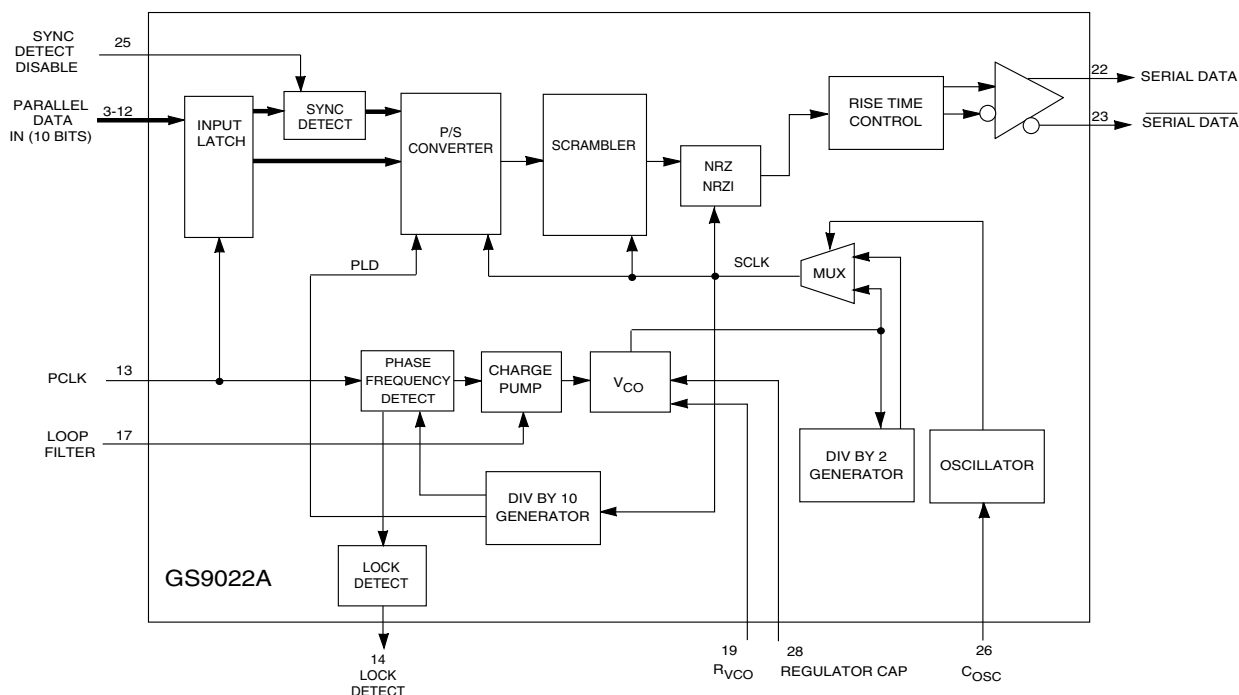 SYNC
DETECT
DISABLE
25
PARALLEL
DATA
IN (10 BITS)
3-12
INPUT
LATCH
SYNC
DETECT
P/S
CONVERTER
SCRAMBLER
NRZ
NRZI
RISE TIME
CONTROL
22
SERIAL DATA
23
SERIAL DATA
PLD
SCLK
MUX
PCLK
13
PHASE
FREQUENCY
DETECT
CHARGE
PUMP
VCO
LOOP
FILTER
17
DIV BY 10
GENERATOR
DIV BY 2
GENERATOR
OSCILLATOR
GS9022A
LOCK
DETECT
14
LOCK
DETECT
19
RVCO
28
REGULATOR CAP
26
COSC